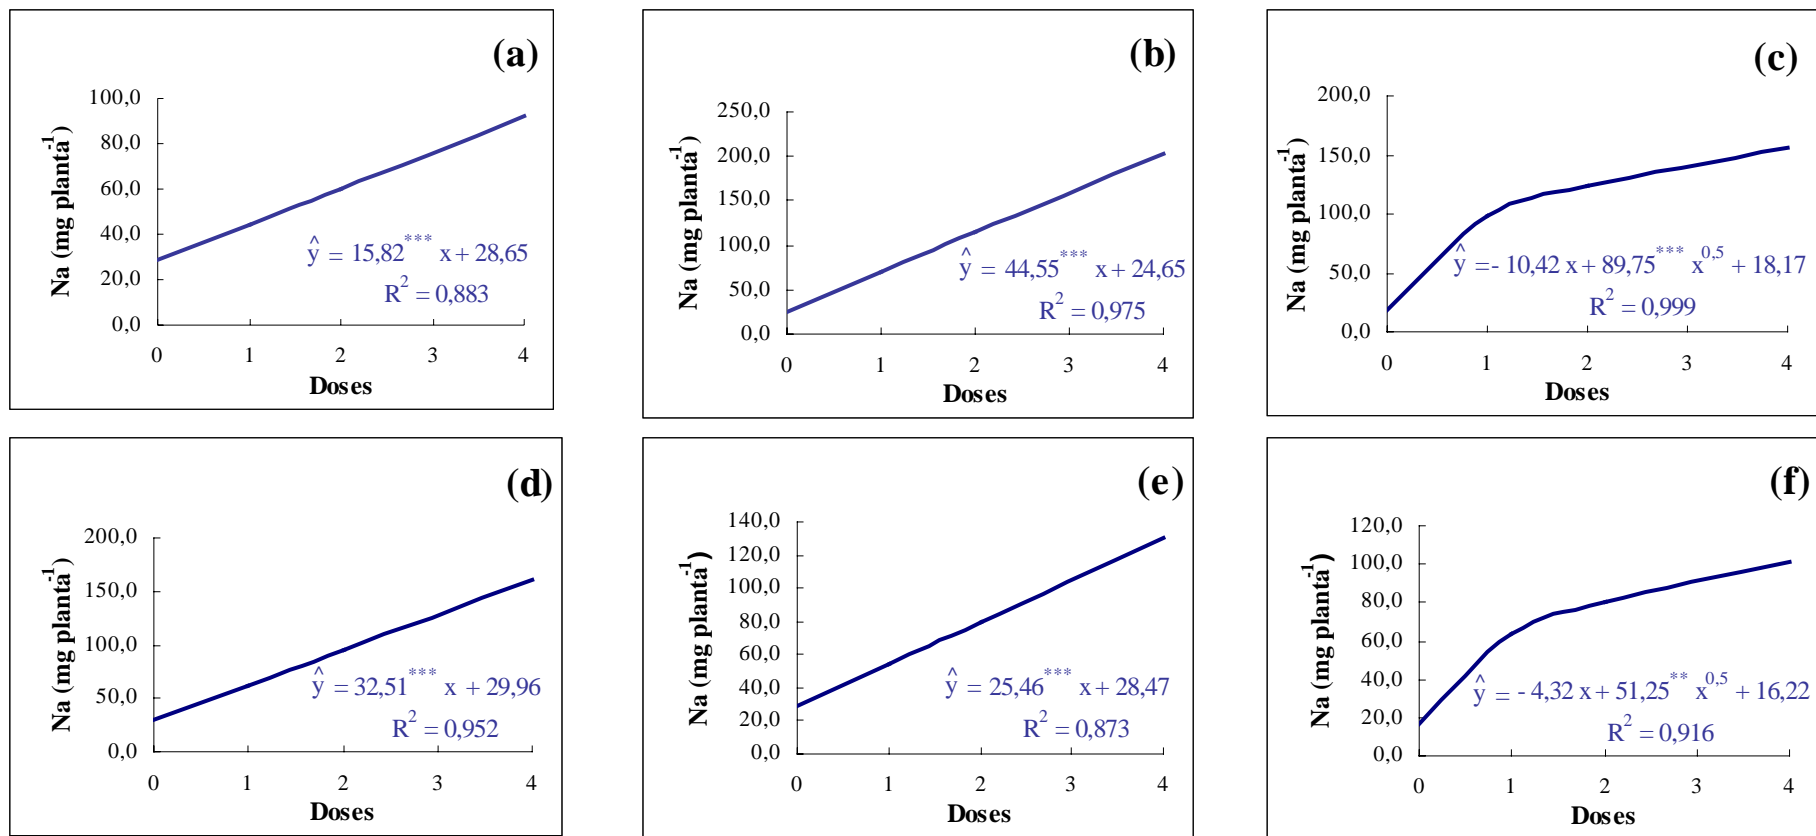 (a)
Na (mg planta-1)
100,0
80,0
60,0
40,0
20,0
0,0
ŷ = 15,82*** x + 28,65
R2 = 0,883
0 1 2 3 4
Doses
(b)
Na (mg planta-1)
250,0
200,0
150,0
100,0
50,0
0,0
ŷ = 44,55*** x + 24,65
R2 = 0,975
0 1 2 3 4
Doses
(c)
Na (mg planta-1)
200,0
150,0
100,0
50,0
0,0
ŷ = - 10,42 x + 89,75*** x0,5 + 18,17
R2 = 0,999
0 1 2 3 4
Doses
(d)
Na (mg planta-1)
200,0
150,0
100,0
50,0
0,0
ŷ = 32,51*** x + 29,96
R2 = 0,952
0 1 2 3 4
Doses
(e)
Na (mg planta-1)
140,0
120,0
100,0
80,0
60,0
40,0
20,0
0,0
ŷ = 25,46*** x + 28,47
R2 = 0,873
0 1 2 3 4
Doses
(f)
Na (mg planta-1)
120,0
100,0
80,0
60,0
40,0
20,0
0,0
ŷ = - 4,32 x + 51,25** x0,5 + 16,22
R2 = 0,916
0 1 2 3 4
Doses